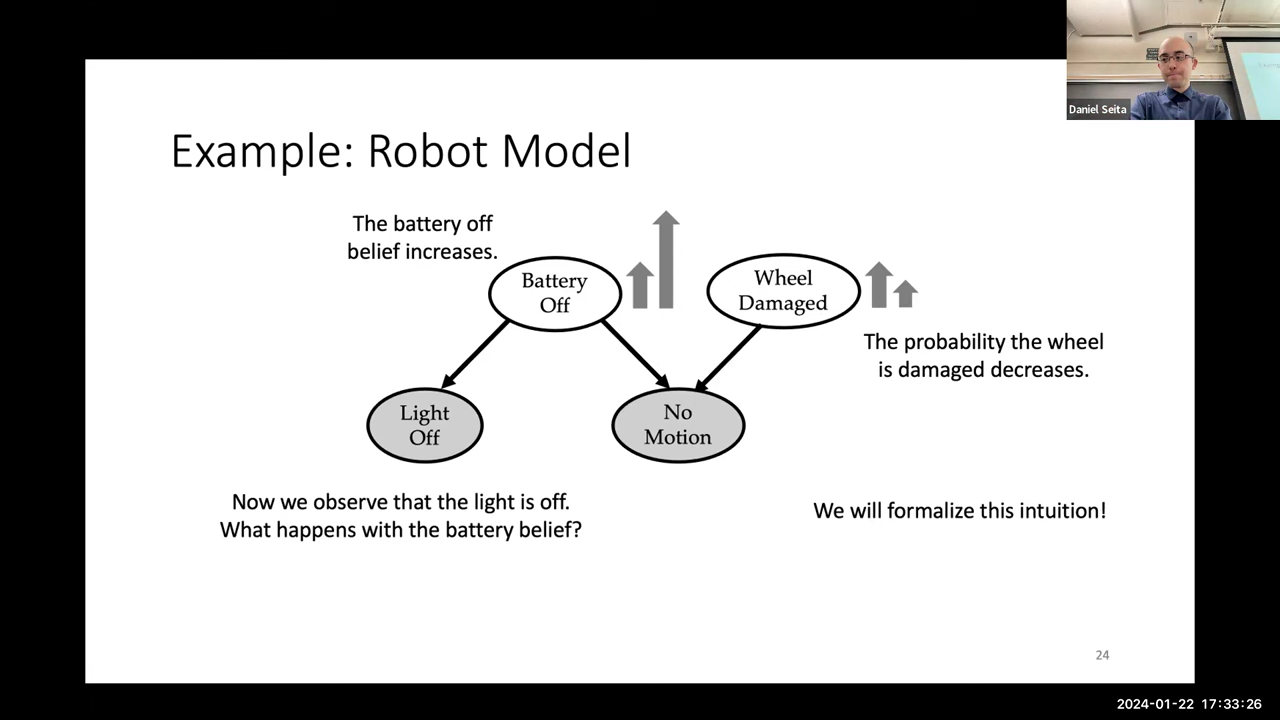 Daniel Seita
Example: Robot Model
The battery off
belief increases.
Battery
Off
Wheel
Damaged
The probability the wheel
is damaged decreases.
Light
Off
No
Motion
Now we observe that the light is off.
What happens with the battery belief?
We will formalize this intuition!
24
2024-01-22 17:33:26